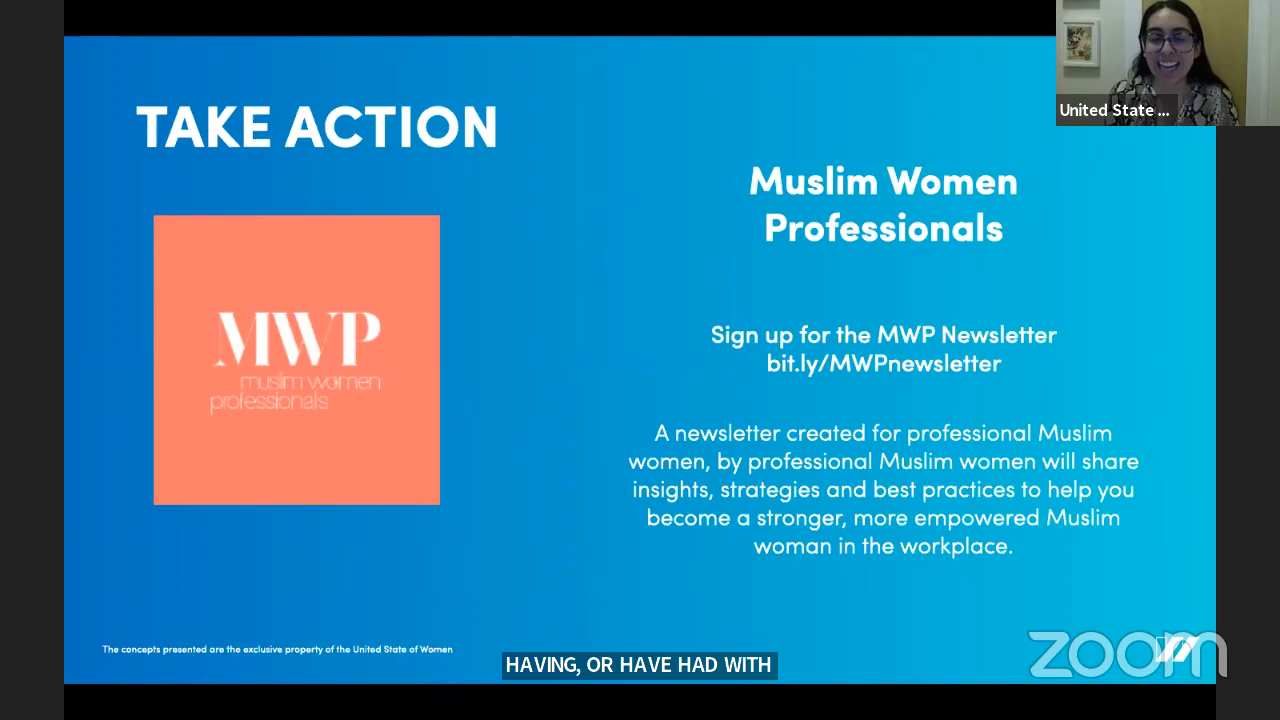 TAKE ACTION
United State ...
Muslim Women
Professionals
MWP
muslim women
professionals
Sign up for the MWP Newsletter
bit.ly/MWPnewsletter
A newsletter created for professional Muslim
women, by professional Muslim women will share
insights, strategies and best practices to help you
become a stronger, more empowered Muslim
woman in the workplace.
The concepts presented are the exclusive property of the United State of Women
HAVING, OR HAVE HAD WITH
zoom